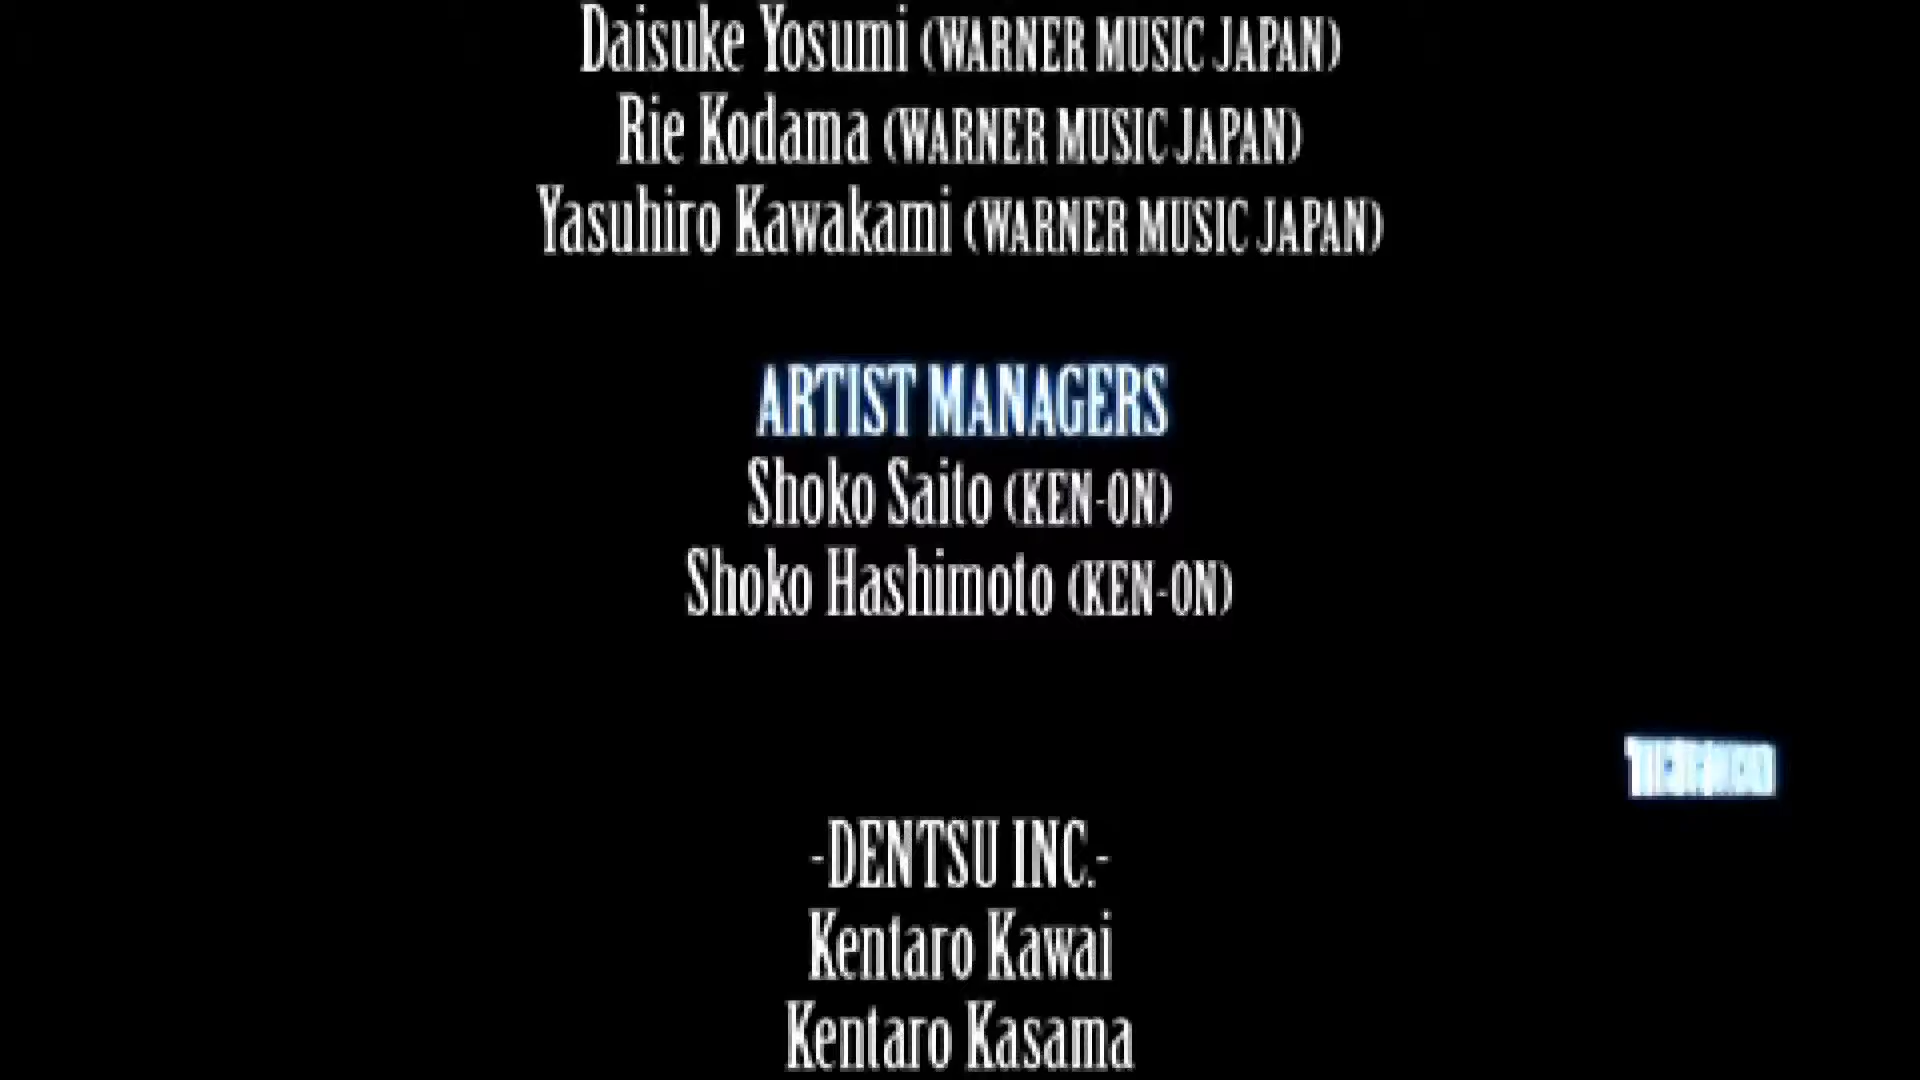 Daisuke Yosumi (WARNER MUSIC JAPAN)
Rie Kodama (WARNER MUSIC JAPAN)
Yasuhiro Kawakami (WARNER MUSIC JAPAN)
ARTIST MANAGERS
Shoko Saito (KEN-ON)
Shoko Hashimoto (KEN-ON)
-DENTSU INC.-
Kentaro Kawai
Kentaro Kasama